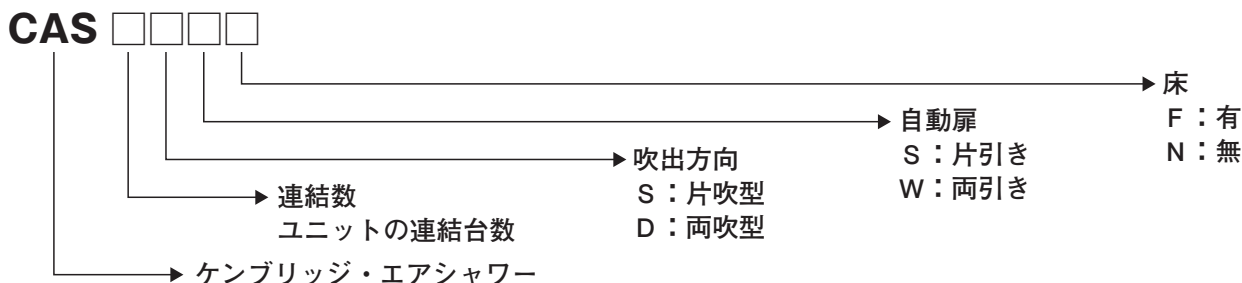 CAS □□□□
床
F：有
N：無
自動扉
S：片引き
W：両引き
吹出方向
S：片吹型
D：両吹型
連結数
ユニットの連結台数
ケンブリッジ・エアシャワー